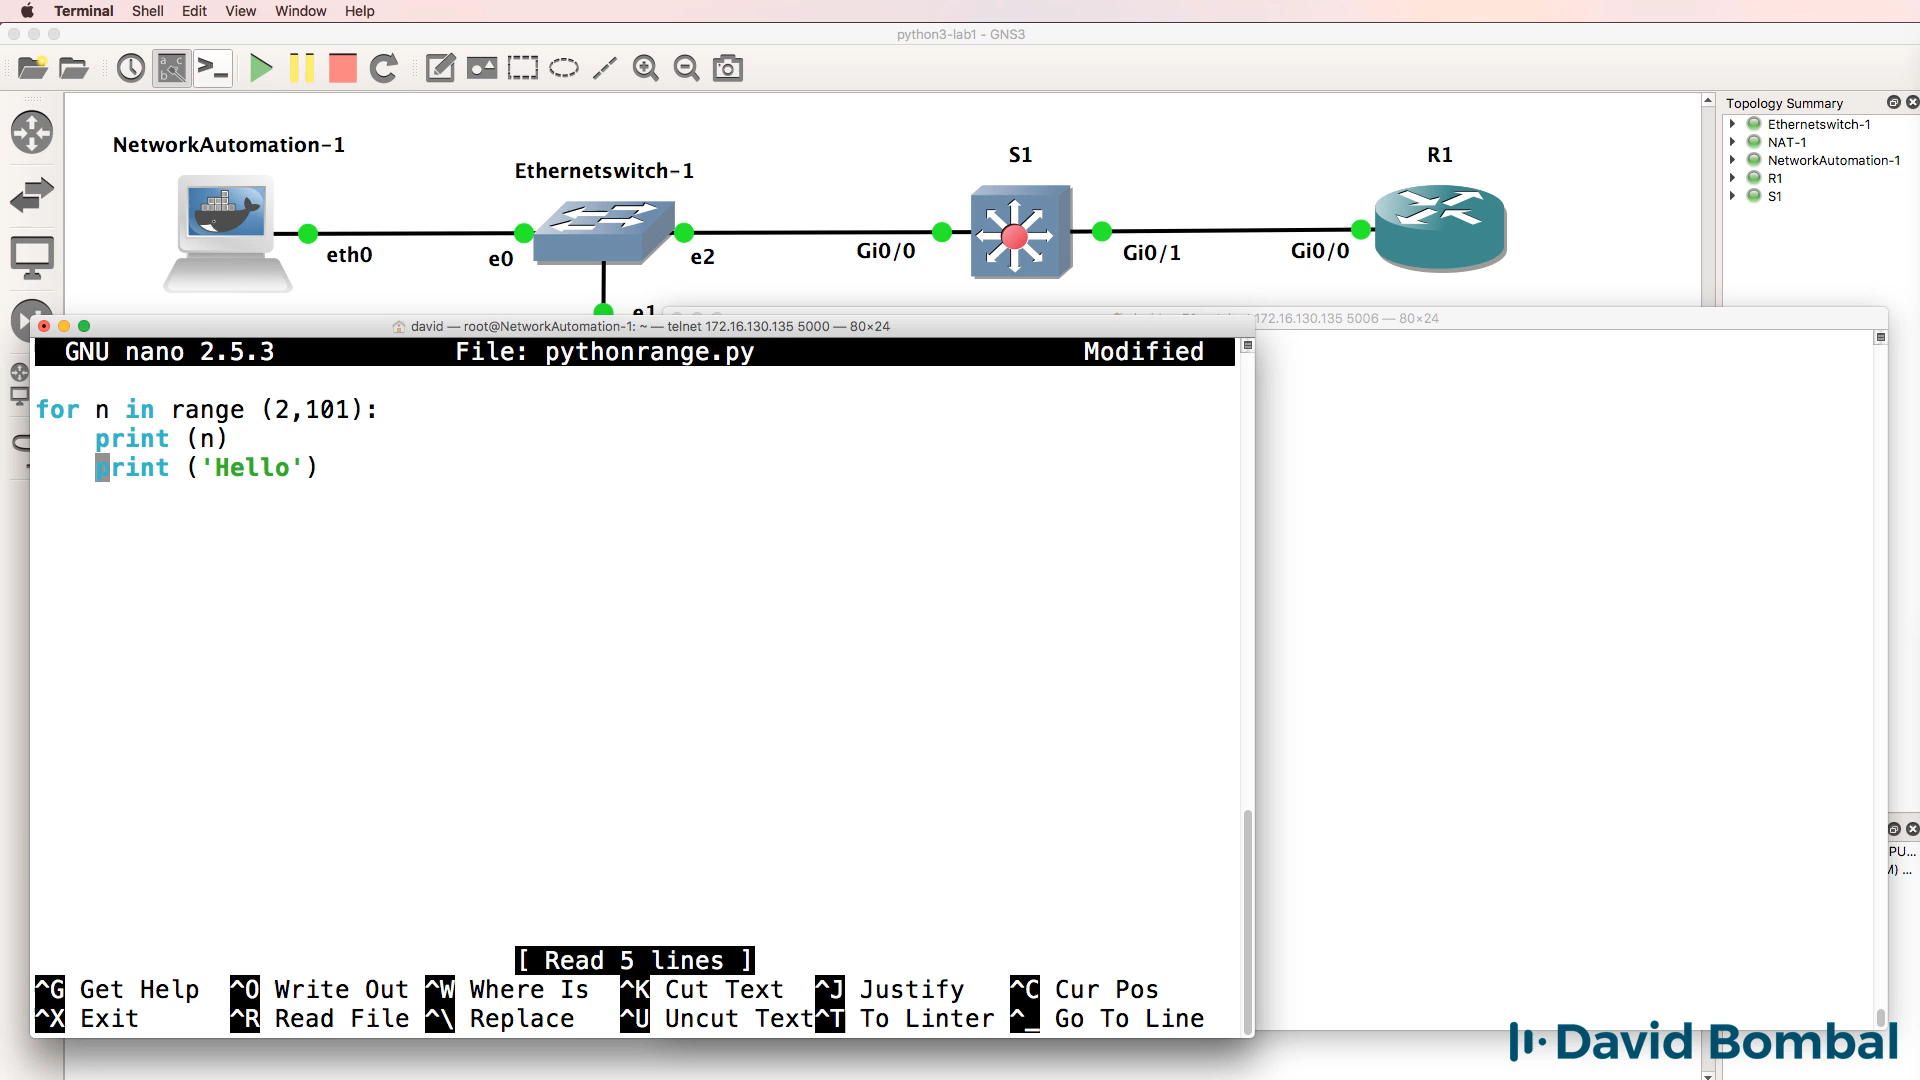 Terminal Shell Edit View Window Help
python3-lab1 - GNS3
Topology Summary
Ethernetswitch-1
NAT-1
NetworkAutomation-1
R1
S1
NetworkAutomation-1
Ethernetswitch-1
S1
R1
eth0
e0
e2
Gi0/0
Gi0/1
Gi0/0
e1
172.16.130.135 5006 — 80×24
david — root@NetworkAutomation-1: ~ — telnet 172.16.130.135 5000 — 80×24
GNU nano 2.5.3 File: pythonrange.py Modified
for n in range (2,101):
print (n)
print ('Hello')
[ Read 5 lines ]
^G Get Help ^O Write Out ^W Where Is ^K Cut Text ^J Justify ^C Cur Pos
^X Exit ^R Read File ^\ Replace ^U Uncut Text ^T To Linter ^_ Go To Line
PU...
David Bombal